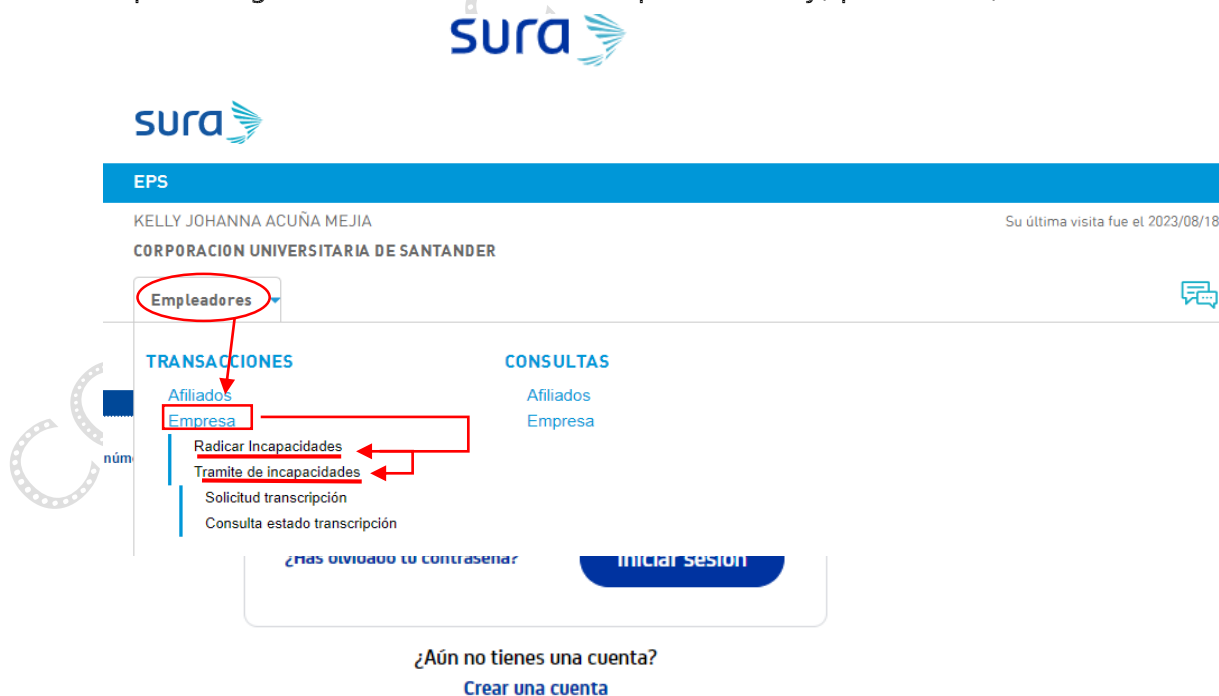 sura
sura
EPS
KELLY JOHANNA ACUÑA MEJIA
Su última visita fue el 2023/08/18
CORPORACION UNIVERSITARIA DE SANTANDER
Empleadores
TRANSACCIONES
CONSULTAS
Afiliados
Afiliados
Empresa
Empresa
Radicar Incapacidades
núm
Tramite de incapacidades
Solicitud transcripción
Consulta estado transcripción
¿Has olvidado tu contraseña?
Iniciar sesión
¿Aún no tienes una cuenta?
Crear una cuenta